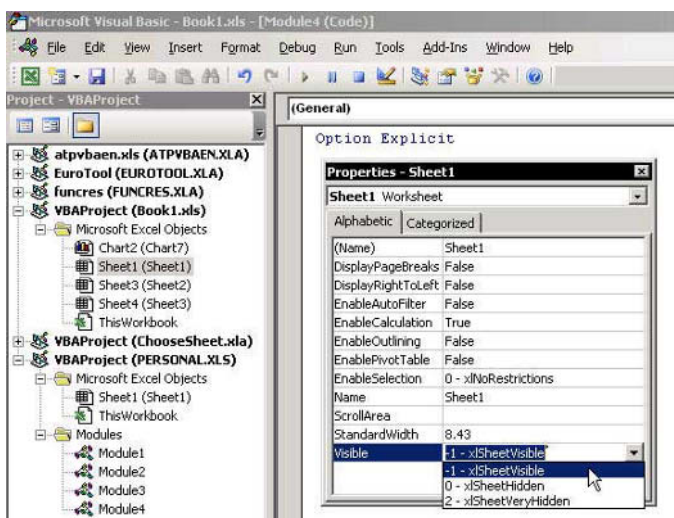 Microsoft Visual Basic - Book1.xls - [Module4 (Code)]
File Edit View Insert Format Debug Run Tools Add-Ins Window Help
Project - VBAProject
atpvbaen.xls (ATPVBAEN.XLA)
EuroTool (EUROTOOL.XLA)
funcres (FUNCRES.XLA)
VBAProject (Book1.xls)
Microsoft Excel Objects
Chart2 (Chart7)
Sheet1 (Sheet1)
Sheet3 (Sheet2)
Sheet4 (Sheet3)
ThisWorkbook
VBAProject (ChooseSheet.xla)
VBAProject (PERSONAL.XLS)
Microsoft Excel Objects
Sheet1 (Sheet1)
ThisWorkbook
Modules
Module1
Module2
Module3
Module4
(General)
Option Explicit
Properties - Sheet1
Sheet1 Worksheet
Alphabetic Categorized
(Name) Sheet1
DisplayPageBreaks False
DisplayRightToLeft False
EnableAutoFilter False
EnableCalculation True
EnableOutlining False
EnablePivotTable False
EnableSelection 0 - xlNoRestrictions
Name Sheet1
ScrollArea
StandardWidth 8.43
Visible -1 - xlSheetVisible
-1 - xlSheetVisible
0 - xlSheetHidden
2 - xlSheetVeryHidden